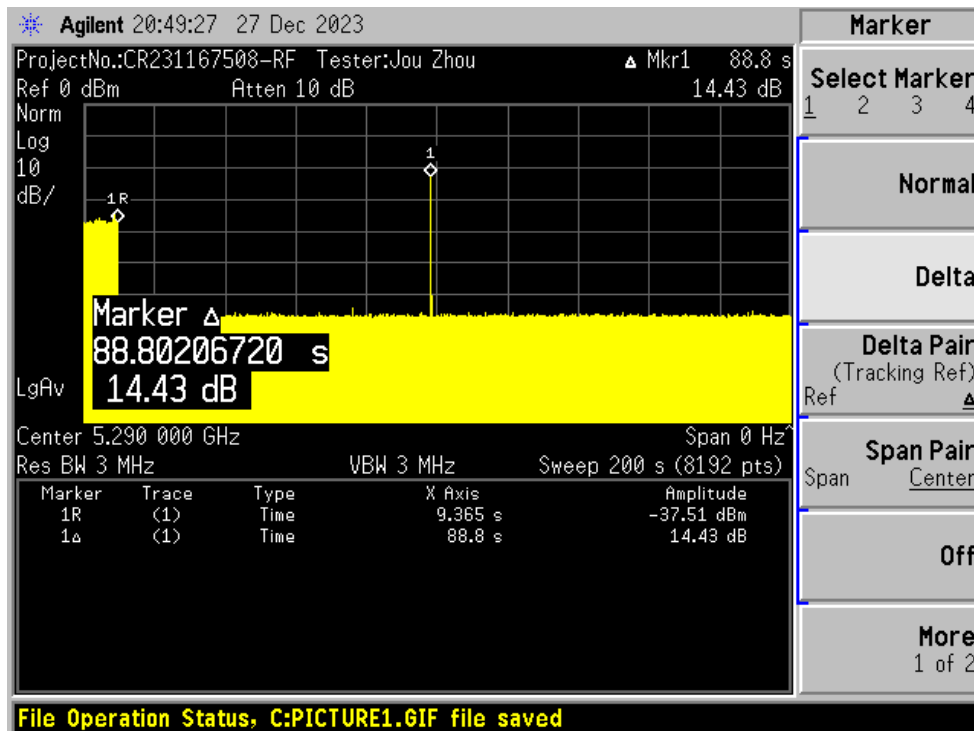 Agilent 20:49:27 27 Dec 2023
Marker
ProjectNo.:CR231167508-RF Tester:Jou Zhou Δ Mkr1 88.8 s
Ref 0 dBm Atten 10 dB 14.43 dB
Norm
Log
10
dB/
1R
1
Marker Δ
88.80206720 s
14.43 dB
LgAv
Center 5.290 000 GHz Span 0 Hz^
Res BW 3 MHz VBW 3 MHz Sweep 200 s (8192 pts)
Marker Trace Type X Axis Amplitude
1R (1) Time 9.365 s -37.51 dBm
1Δ (1) Time 88.8 s 14.43 dB
Select Marker
1 2 3 4
Normal
Delta
Delta Pair
(Tracking Ref)
Ref Δ
Span Pair
Span Center
Off
More
1 of 2
File Operation Status, C:PICTURE1.GIF file saved